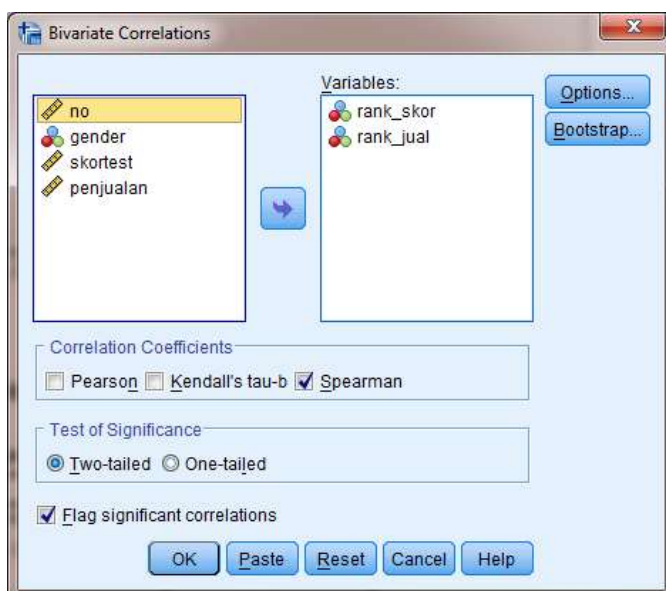 Bivariate Correlations
Variables:
no
gender
skortest
penjualan
rank_skor
rank_jual
Options...
Bootstrap...
Correlation Coefficients
Pearson Kendall's tau-b Spearman
Test of Significance
Two-tailed One-tailed
Flag significant correlations
OK Paste Reset Cancel Help